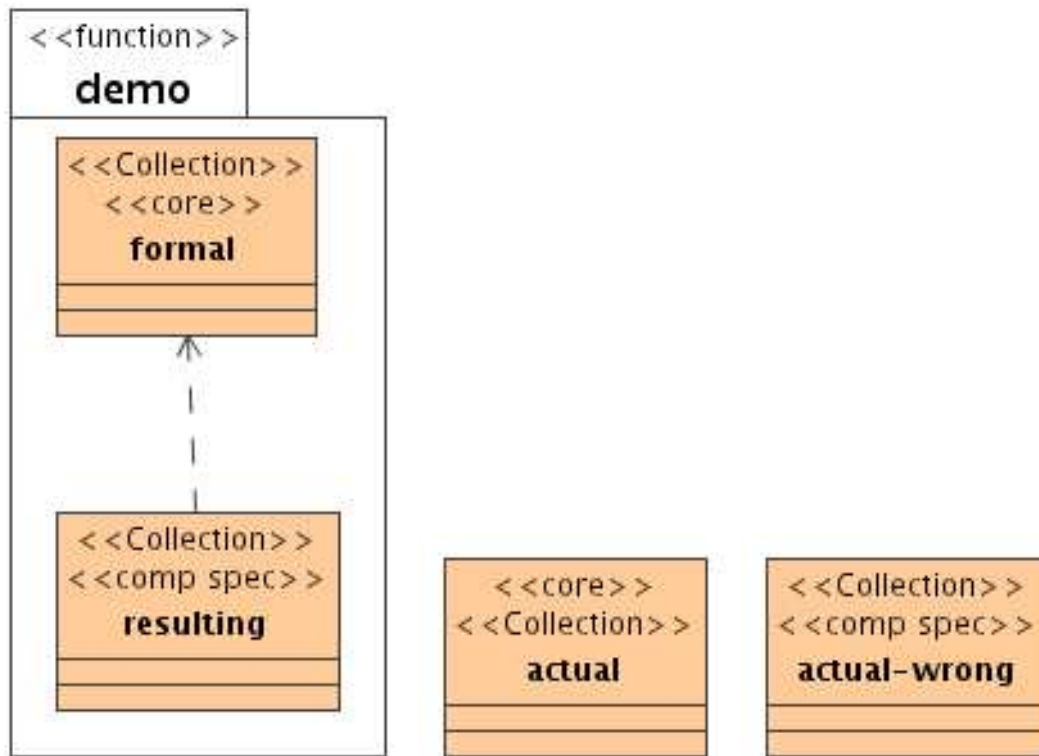 <<function>>
demo
<<Collection>>
<<core>>
formal
<<Collection>>
<<comp spec>>
resulting
<<core>>
<<Collection>>
actual
<<Collection>>
<<comp spec>>
actual-wrong